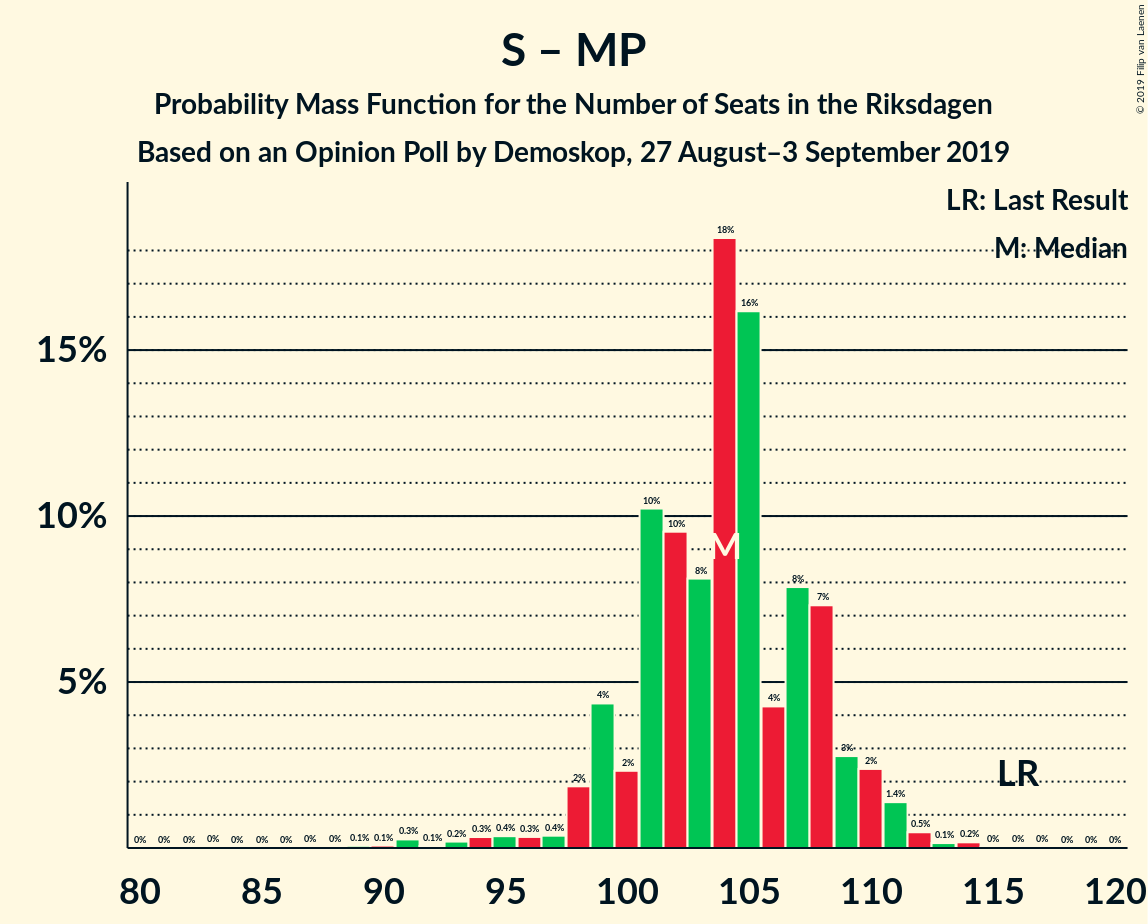 S – MP
Probability Mass Function for the Number of Seats in the Riksdagen
Based on an Opinion Poll by Demoskop, 27 August–3 September 2019
© 2019 Filip van Laenen
LR: Last Result
M: Median
15%
10%
5%
0% 0% 0% 0% 0% 0% 0% 0% 0% 0.1% 0.1% 0.3% 0.1% 0.2% 0.3% 0.4% 0.3% 0.4% 2% 4% 2% 10% 10% 8% 18% 16% 4% 8% 7% 3% 2% 1.4% 0.5% 0.1% 0.2% 0% 0% 0% 0% 0% 0%
M
LR
80 85 90 95 100 105 110 115 120